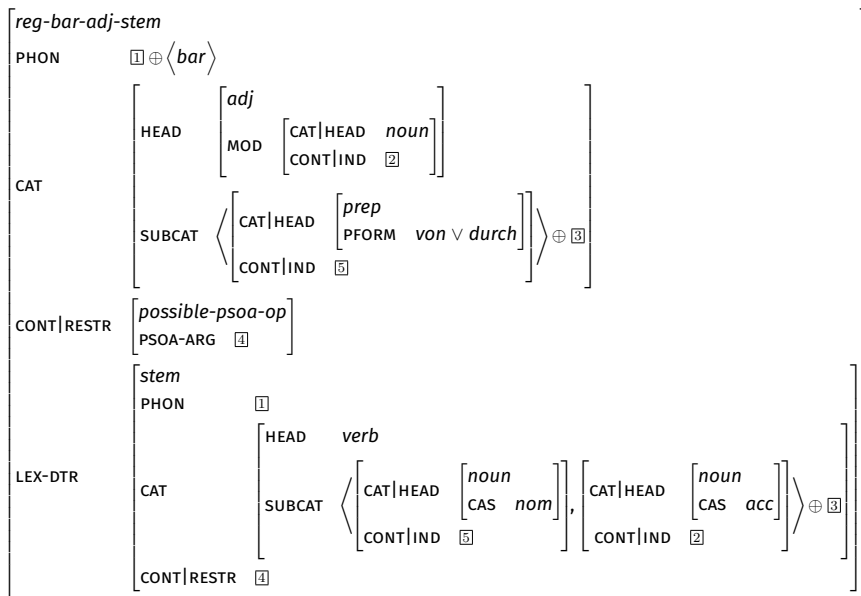 reg-bar-adj-stem
PHON 1 ⊕ ⟨bar⟩
CAT
HEAD
adj
MOD
CAT|HEAD noun
CONT|IND 2
SUBCAT
CAT|HEAD
prep
PFORM von ∨ durch
CONT|IND 5
⊕ 3
CONT|RESTR
possible-psoa-op
PSOA-ARG 4
LEX-DTR
stem
PHON 1
CAT
HEAD verb
SUBCAT
CAT|HEAD
noun
CAS nom
CONT|IND 5
,
CAT|HEAD
noun
CAS acc
CONT|IND 2
⊕ 3
CONT|RESTR 4